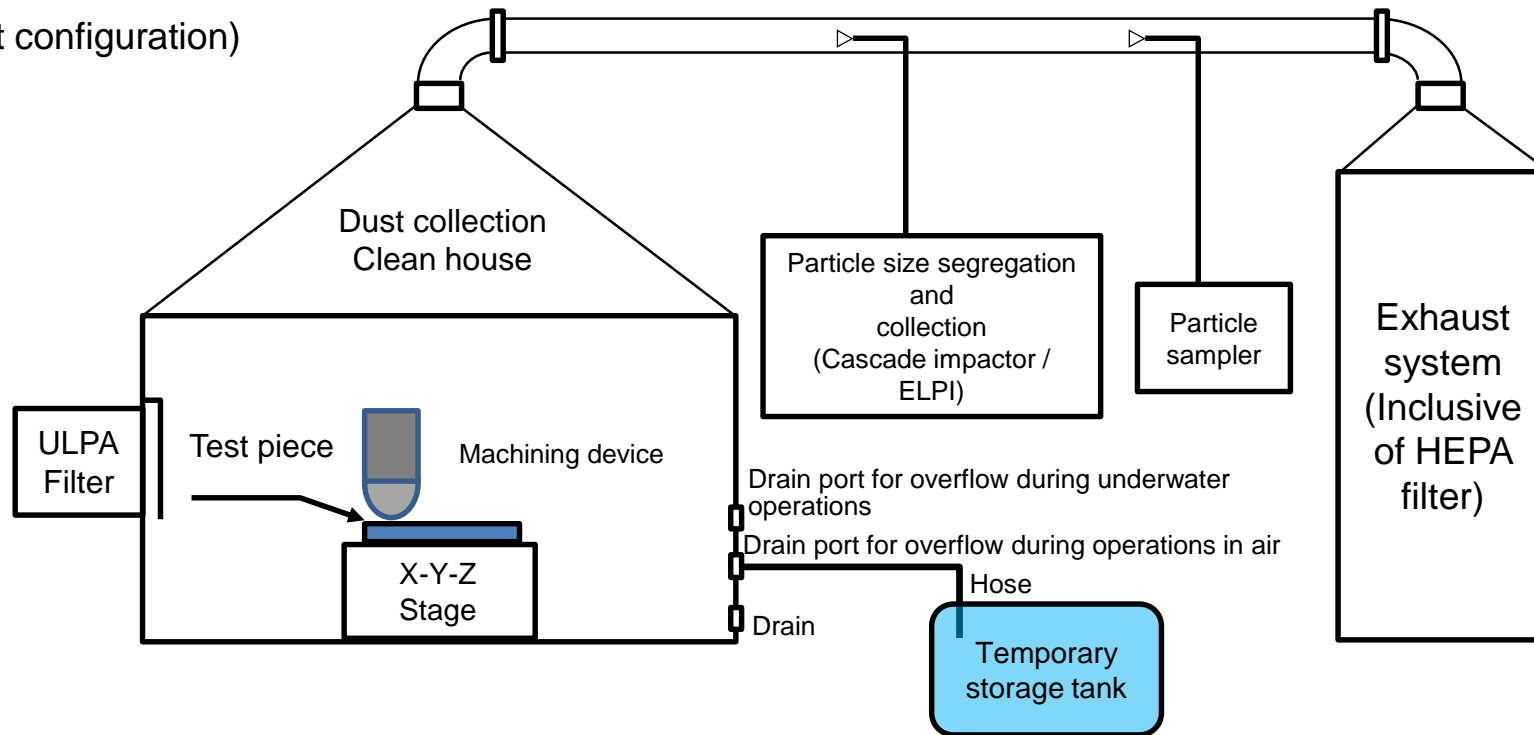 t configuration)
Dust collection
Clean house
Particle size segregation
and
collection
(Cascade impactor /
ELPI)
Particle
sampler
Exhaust
system
(Inclusive
of HEPA
filter)
ULPA
Filter
Test piece
Machining device
X-Y-Z
Stage
Drain port for overflow during underwater
operations
Drain port for overflow during operations in air
Hose
Drain
Temporary
storage tank